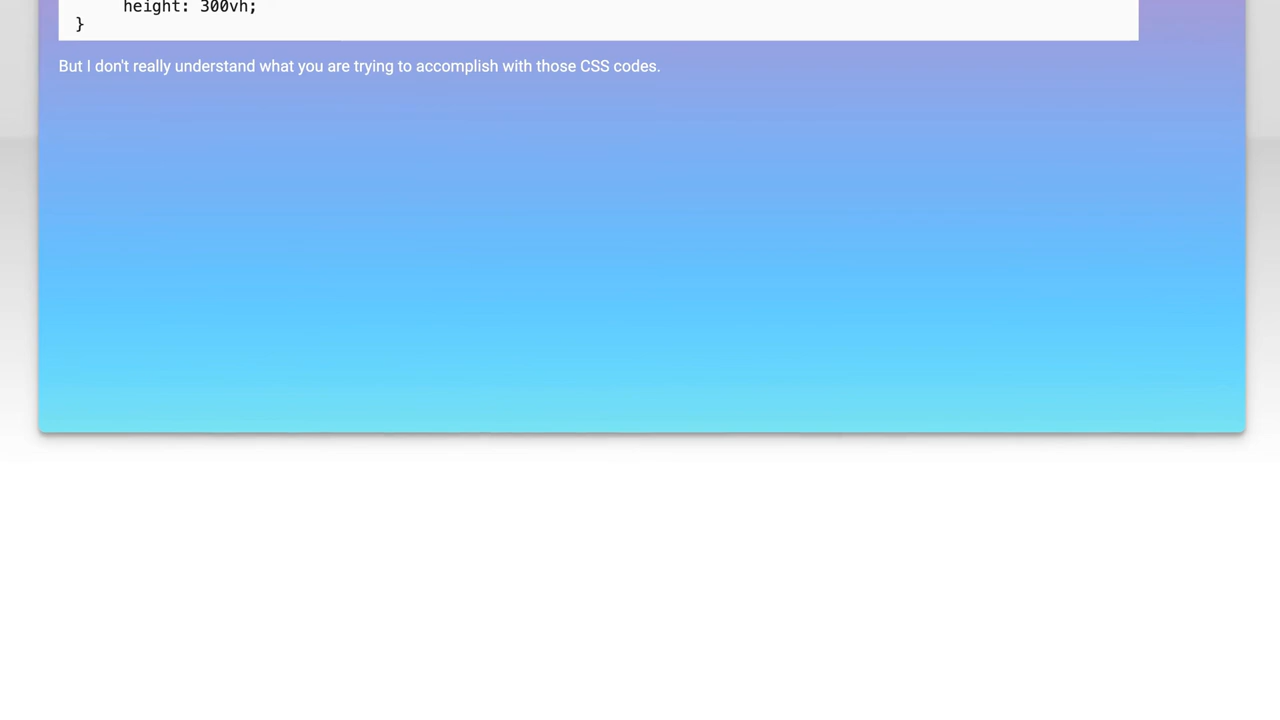 height: 300vh;
}
But I don't really understand what you are trying to accomplish with those CSS codes.